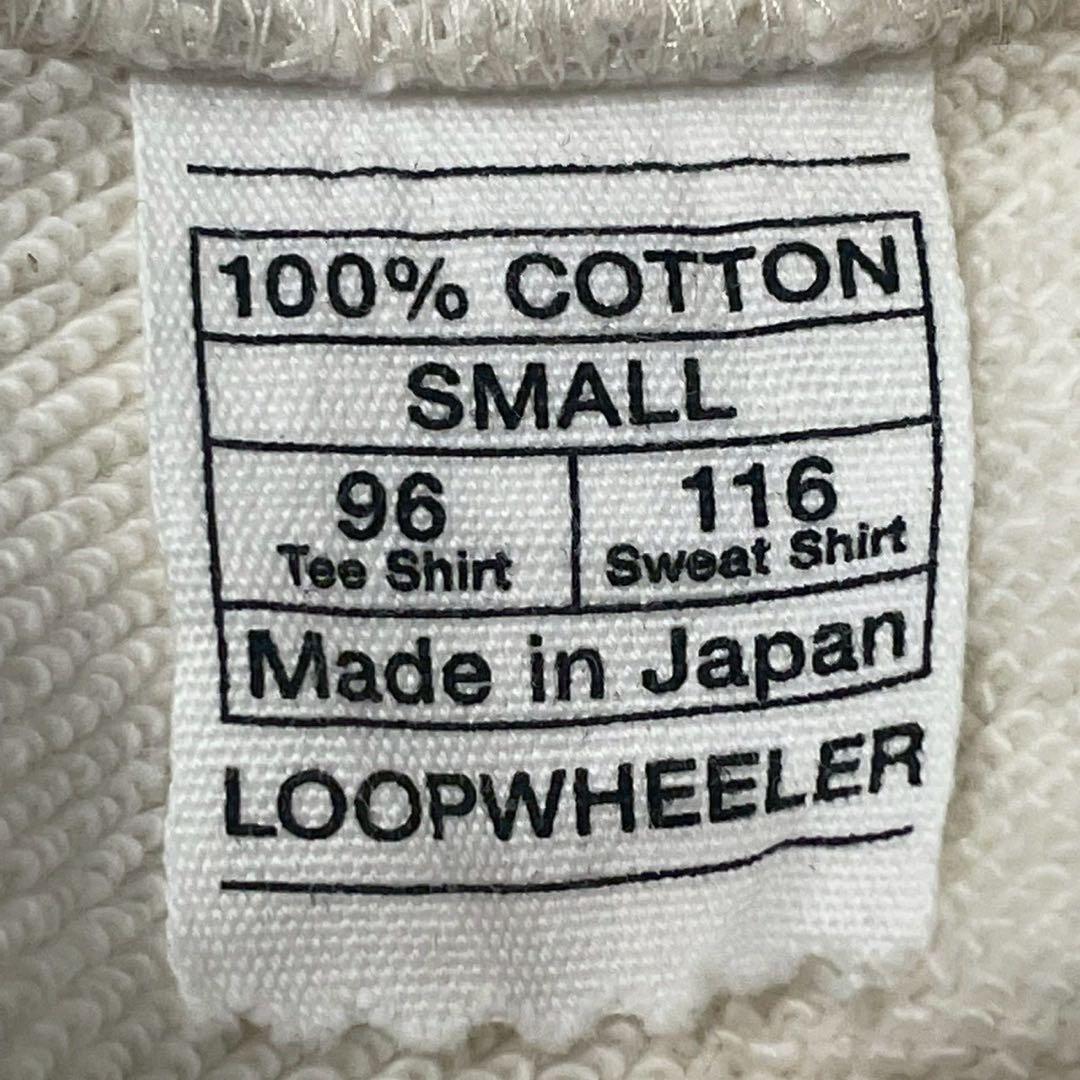 100% COTTON
SMALL
96
Tee Shirt
116
Sweat Shirt
Made in Japan
LOOPWHEELER